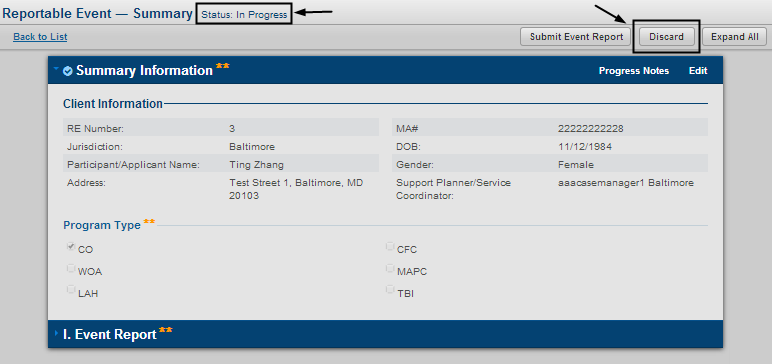 Reportable Event — Summary Status: In Progress
Back to List Submit Event Report Discard Expand All
Summary Information ** Progress Notes Edit
Client Information
RE Number: 3 MA# 22222222228
Jurisdiction: Baltimore DOB: 11/12/1984
Participant/Applicant Name: Ting Zhang Gender: Female
Address: Test Street 1, Baltimore, MD 20103 Support Planner/Service Coordinator: aaacasemanager1 Baltimore
Program Type **
CO CFC
WOA MAPC
LAH TBI
I. Event Report **